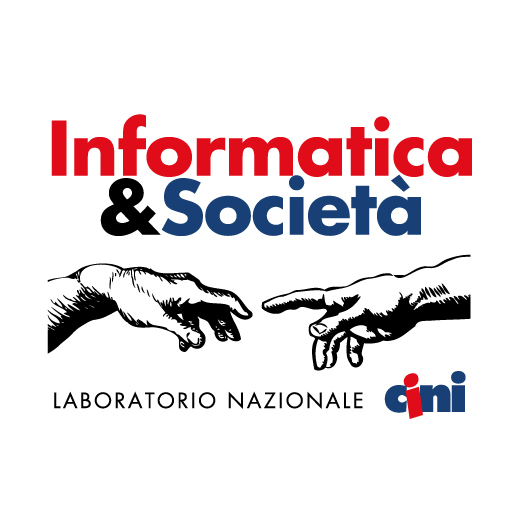 Informatica
&Società
LABORATORIO NAZIONALE cini